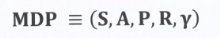 MDP ≡ (S, A, P, R, γ)